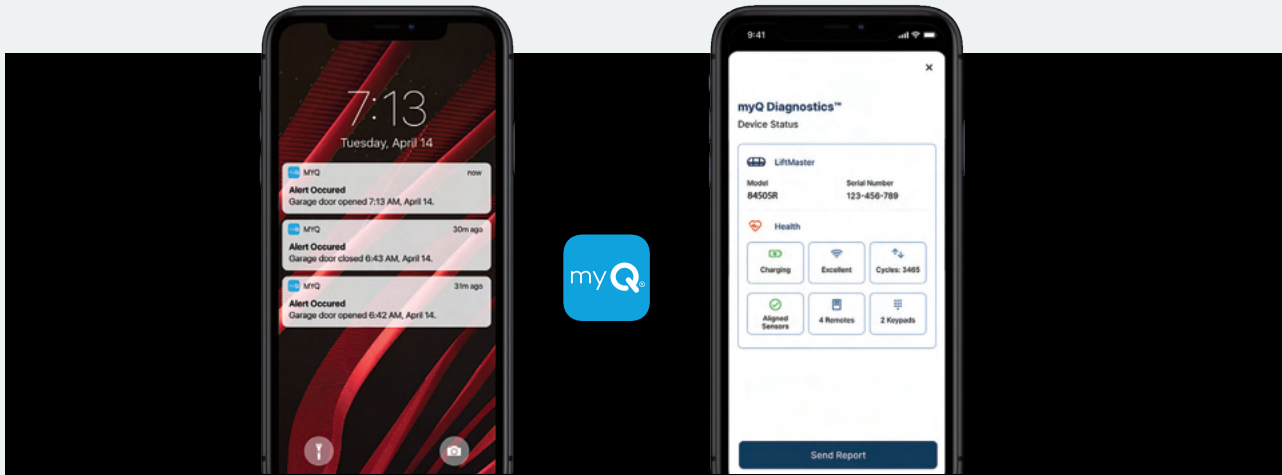 7:13
Tuesday, April 14
MYQ now
Alert Occured
Garage door opened 7:13 AM, April 14.
MYQ 30m ago
Alert Occured
Garage door closed 6:43 AM, April 14.
MYQ 31m ago
Alert Occured
Garage door opened 6:42 AM, April 14.
myQ®
9:41
myQ Diagnostics™
Device Status
LiftMaster
Model Serial Number
84505R 123-456-789
Health
Charging Excellent Cycles: 3465
Aligned Sensors 4 Remotes 2 Keypads
Send Report